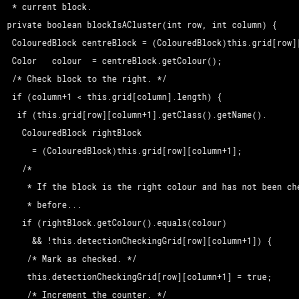 * current block.
private boolean blockIsACluster(int row, int column) {
ColouredBlock centreBlock = (ColouredBlock)this.grid[row][
Color   colour  = centreBlock.getColour();
/* Check block to the right. */
if (column+1 < this.grid[column].length) {
if (this.grid[row][column+1].getClass().getName().
ColouredBlock rightBlock
= (ColouredBlock)this.grid[row][column+1];
/*
* If the block is the right colour and has not been che
* before...
if (rightBlock.getColour().equals(colour)
&& !this.detectionCheckingGrid[row][column+1]) {
/* Mark as checked. */
this.detectionCheckingGrid[row][column+1] = true;
/* Increment the counter. */